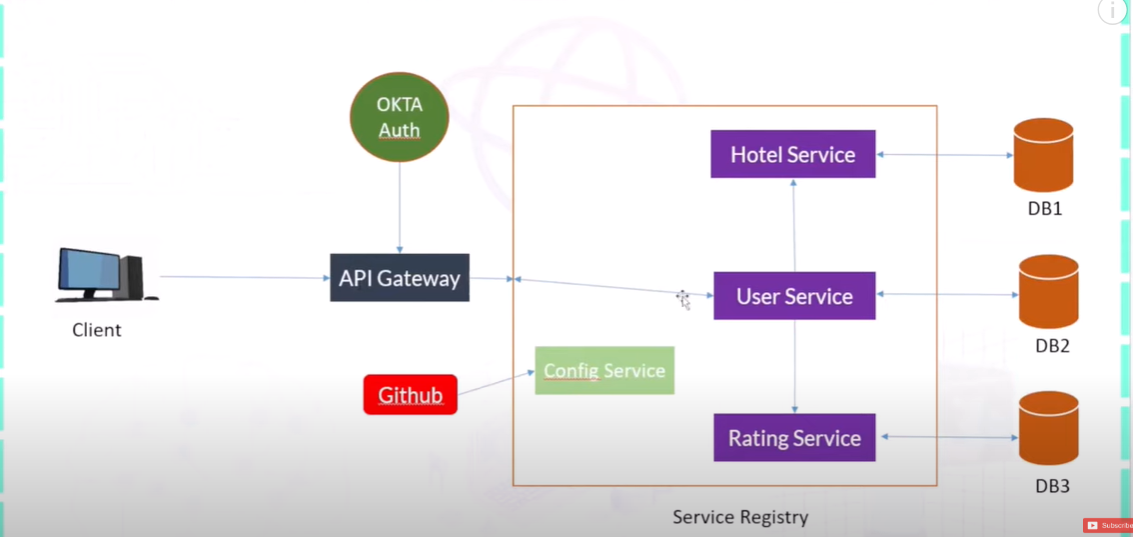 OKTA
Auth
Hotel Service
DB1
API Gateway
User Service
Client
DB2
Config Service
Github
Rating Service
DB3
Service Registry
Subscribe